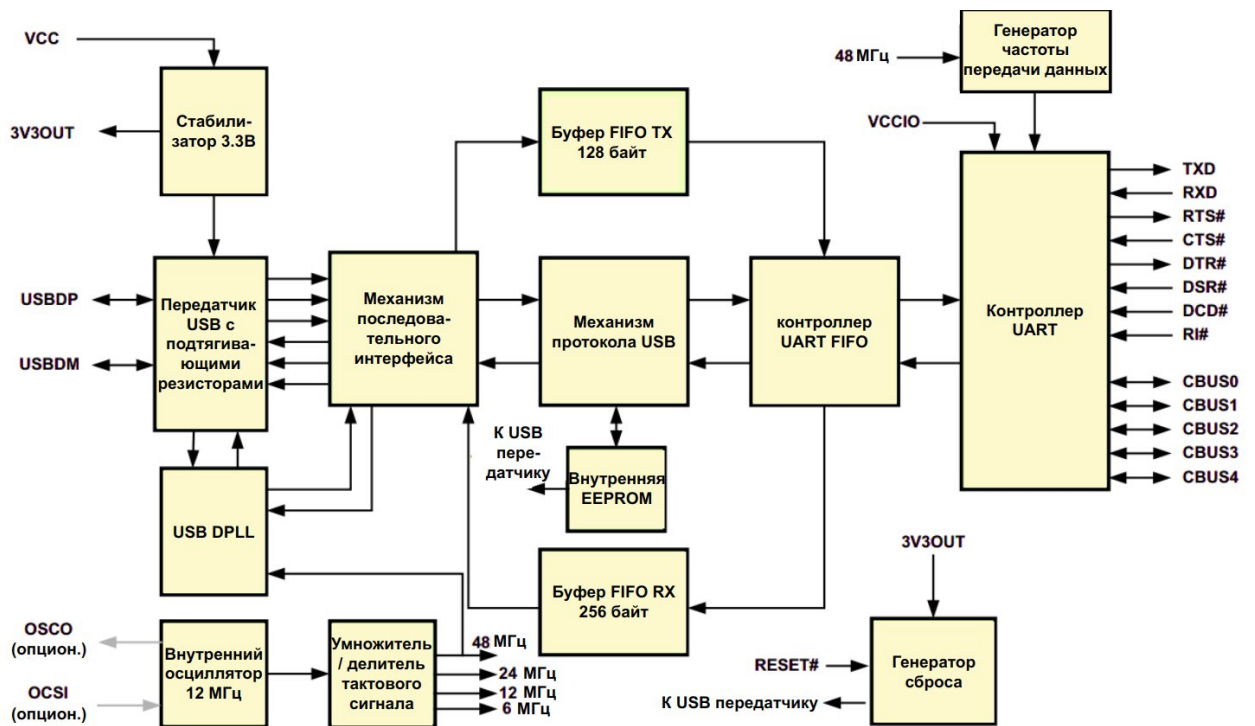 VCC
Стабили-
затор 3.3В
3V3OUT
Буфер FIFO TX
128 байт
48 МГц
Генератор
частоты
передачи данных
VCCIO
USBDP
USBDM
Передатчик
USB с
подтягива-
ющими
резисторами
Механизм
последова-
тельного
интерфейса
Механизм
протокола USB
контроллер
UART FIFO
Контроллер
UART
TXD
RXD
RTS#
CTS#
DTR#
DSR#
DCD#
RI#
CBUS0
CBUS1
CBUS2
CBUS3
CBUS4
К USB
пере-
датчику
Внутренняя
EEPROM
USB DPLL
Буфер FIFO RX
256 байт
OSCO
(опцион.)
OCSI
(опцион.)
Внутренний
осциллятор
12 МГц
Умножитель
/ делитель
тактового
сигнала
48 МГц
24 МГц
12 МГц
6 МГц
3V3OUT
RESET#
Генератор
сброса
К USB передатчику